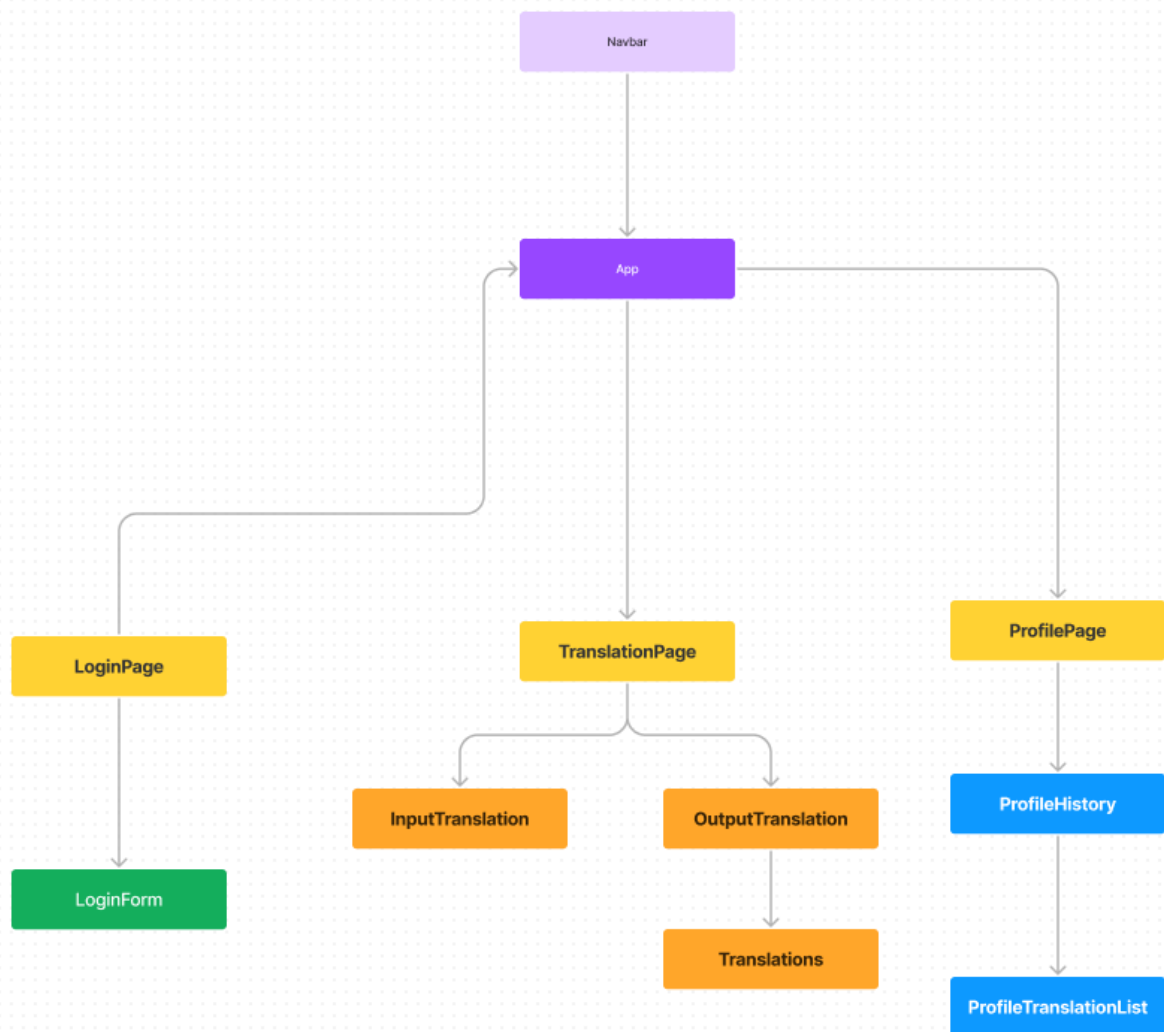 Navbar
App
LoginPage
TranslationPage
ProfilePage
InputTranslation
OutputTranslation
ProfileHistory
LoginForm
Translations
ProfileTranslationList